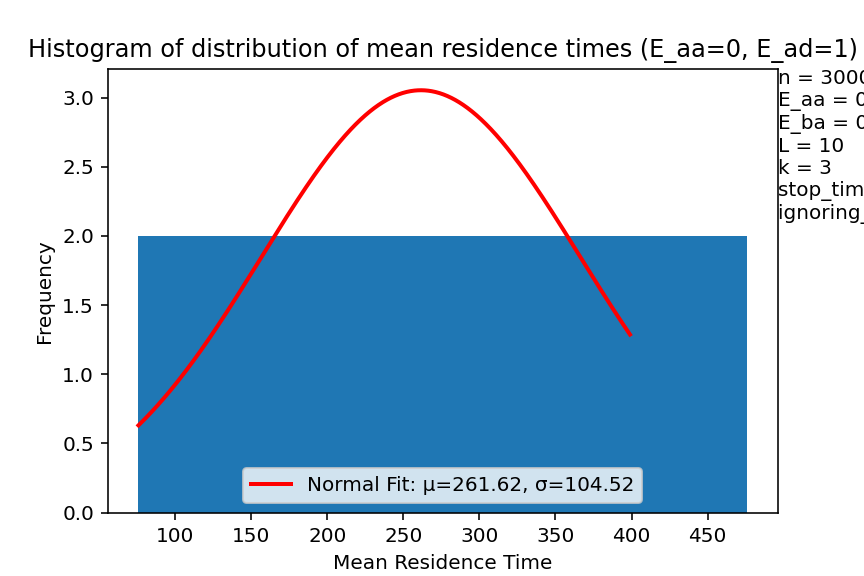 Histogram of distribution of mean residence times (E_aa=0, E_ad=1)
n = 3000
E_aa = 0
E_ba = 0
L = 10
k = 3
stop_tim
ignoring_
3.0
2.5
2.0
1.5
1.0
0.5
0.0
Frequency
Normal Fit: μ=261.62, σ=104.52
100 150 200 250 300 350 400 450
Mean Residence Time